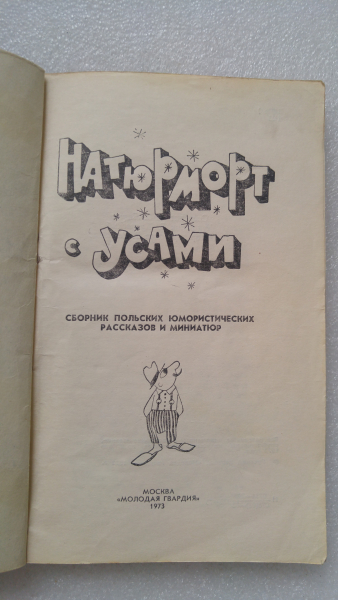 НАТЮРМОРТ
с УСАМИ
СБОРНИК ПОЛЬСКИХ ЮМОРИСТИЧЕСКИХ
РАССКАЗОВ И МИНИАТЮР
МОСКВА
«МОЛОДАЯ ГВАРДИЯ»
1973